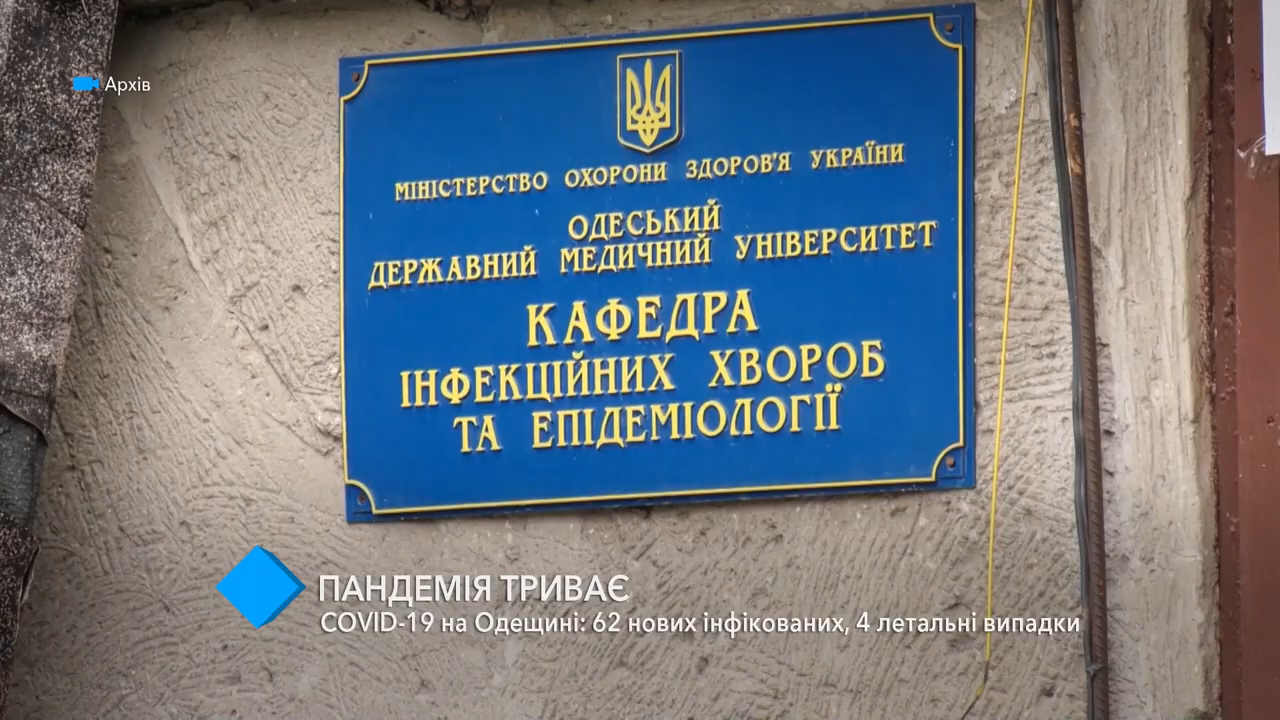 Архів
МІНІСТЕРСТВО ОХОРОНИ ЗДОРОВ'Я УКРАЇНИ
ОДЕСЬКИЙ
ДЕРЖАВНИЙ МЕДИЧНИЙ УНІВЕРСИТЕТ
КАФЕДРА
ІНФЕКЦІЙНИХ ХВОРОБ
ТА ЕПІДЕМІОЛОГІЇ
ПАНДЕМІЯ ТРИВАЄ
COVID-19 на Одещині: 62 нових інфікованих, 4 летальні випадки